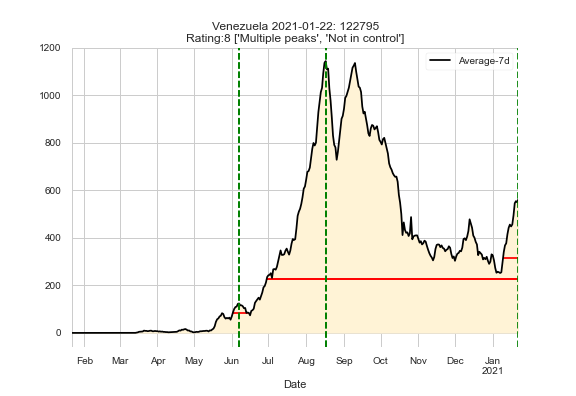 Venezuela 2021-01-22: 122795
Rating:8 ['Multiple peaks', 'Not in control']
Average-7d
1200
1000
800
600
400
200
0
Feb Mar Apr May Jun Jul Aug Sep Oct Nov Dec Jan
2021
Date